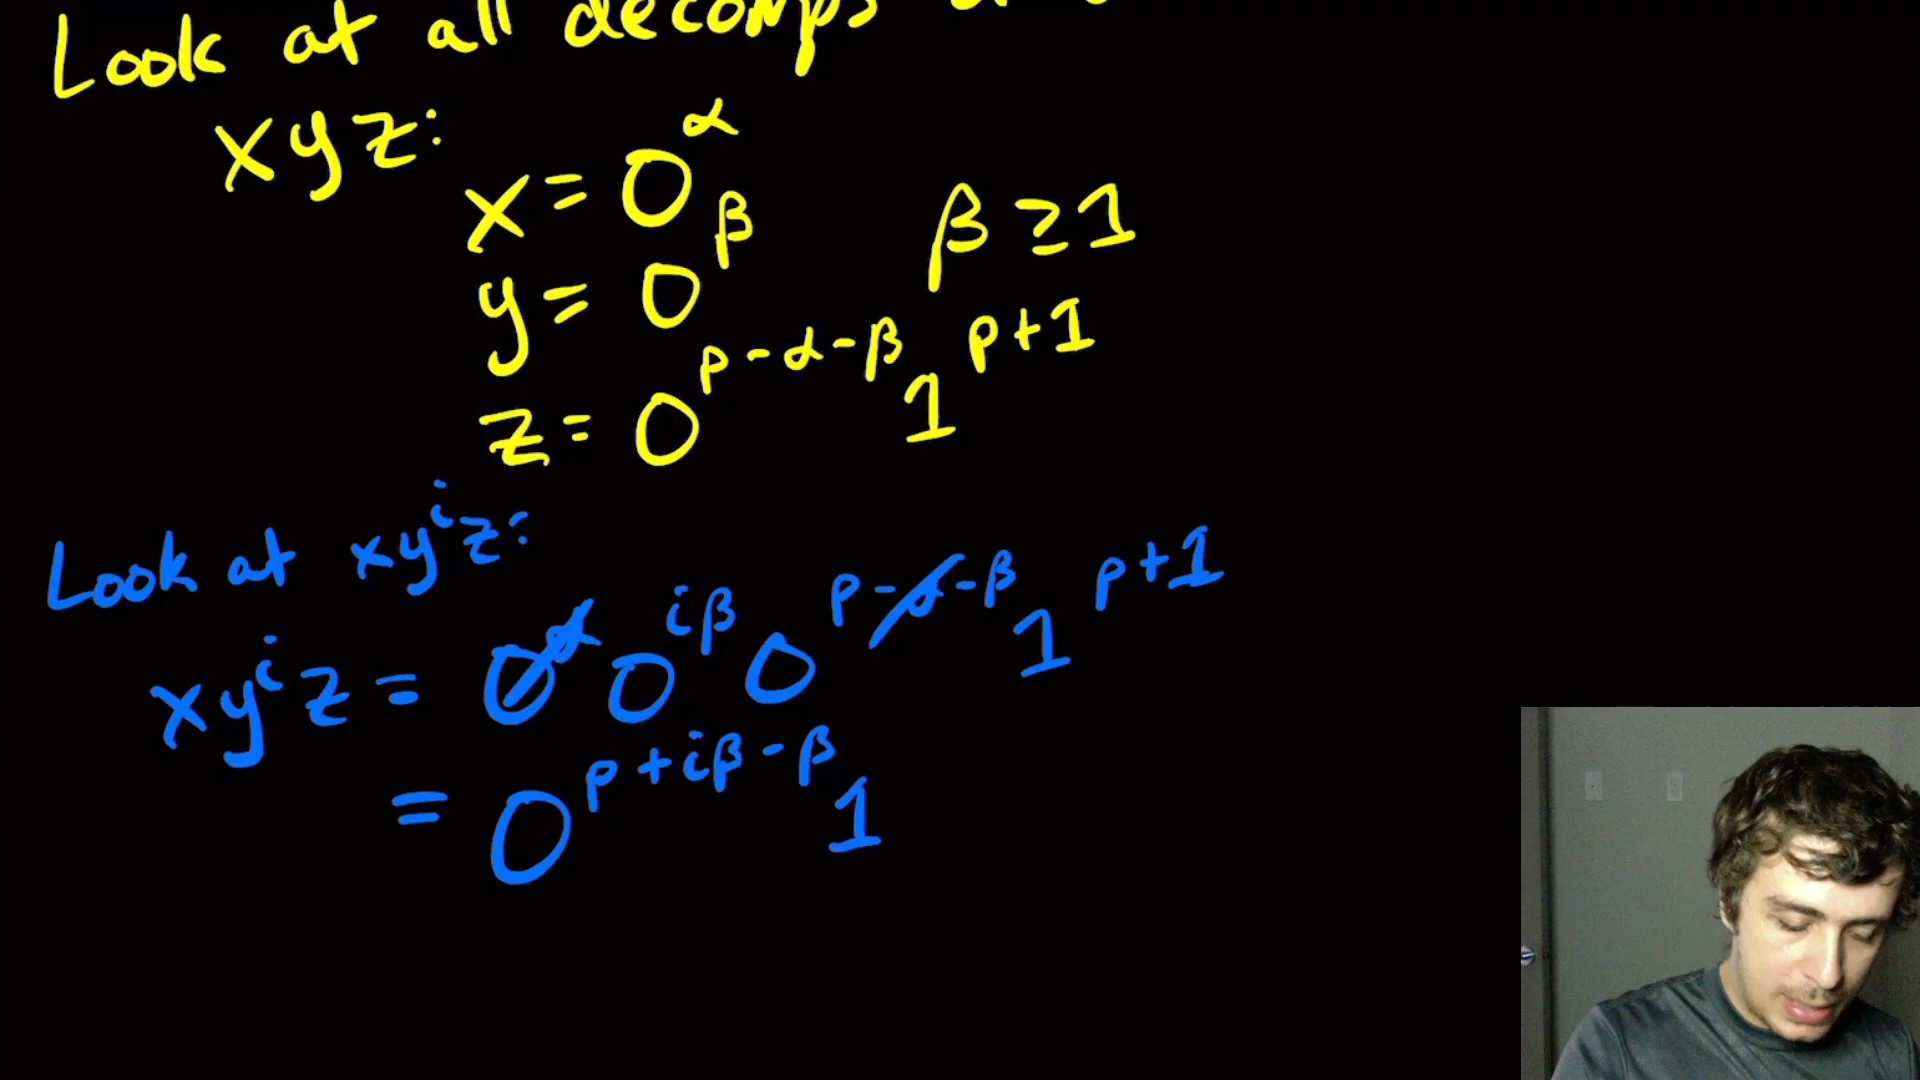 Look at all decomps
xyz:
x = 0^α
y = 0^β β ≥ 1
z = 0^{p-α-β} 1^{p+1}
Look at xy^i z:
xy^i z = 0^α 0^{iβ} 0^{p-α-β} 1^{p+1}
= 0^{p+iβ-β} 1